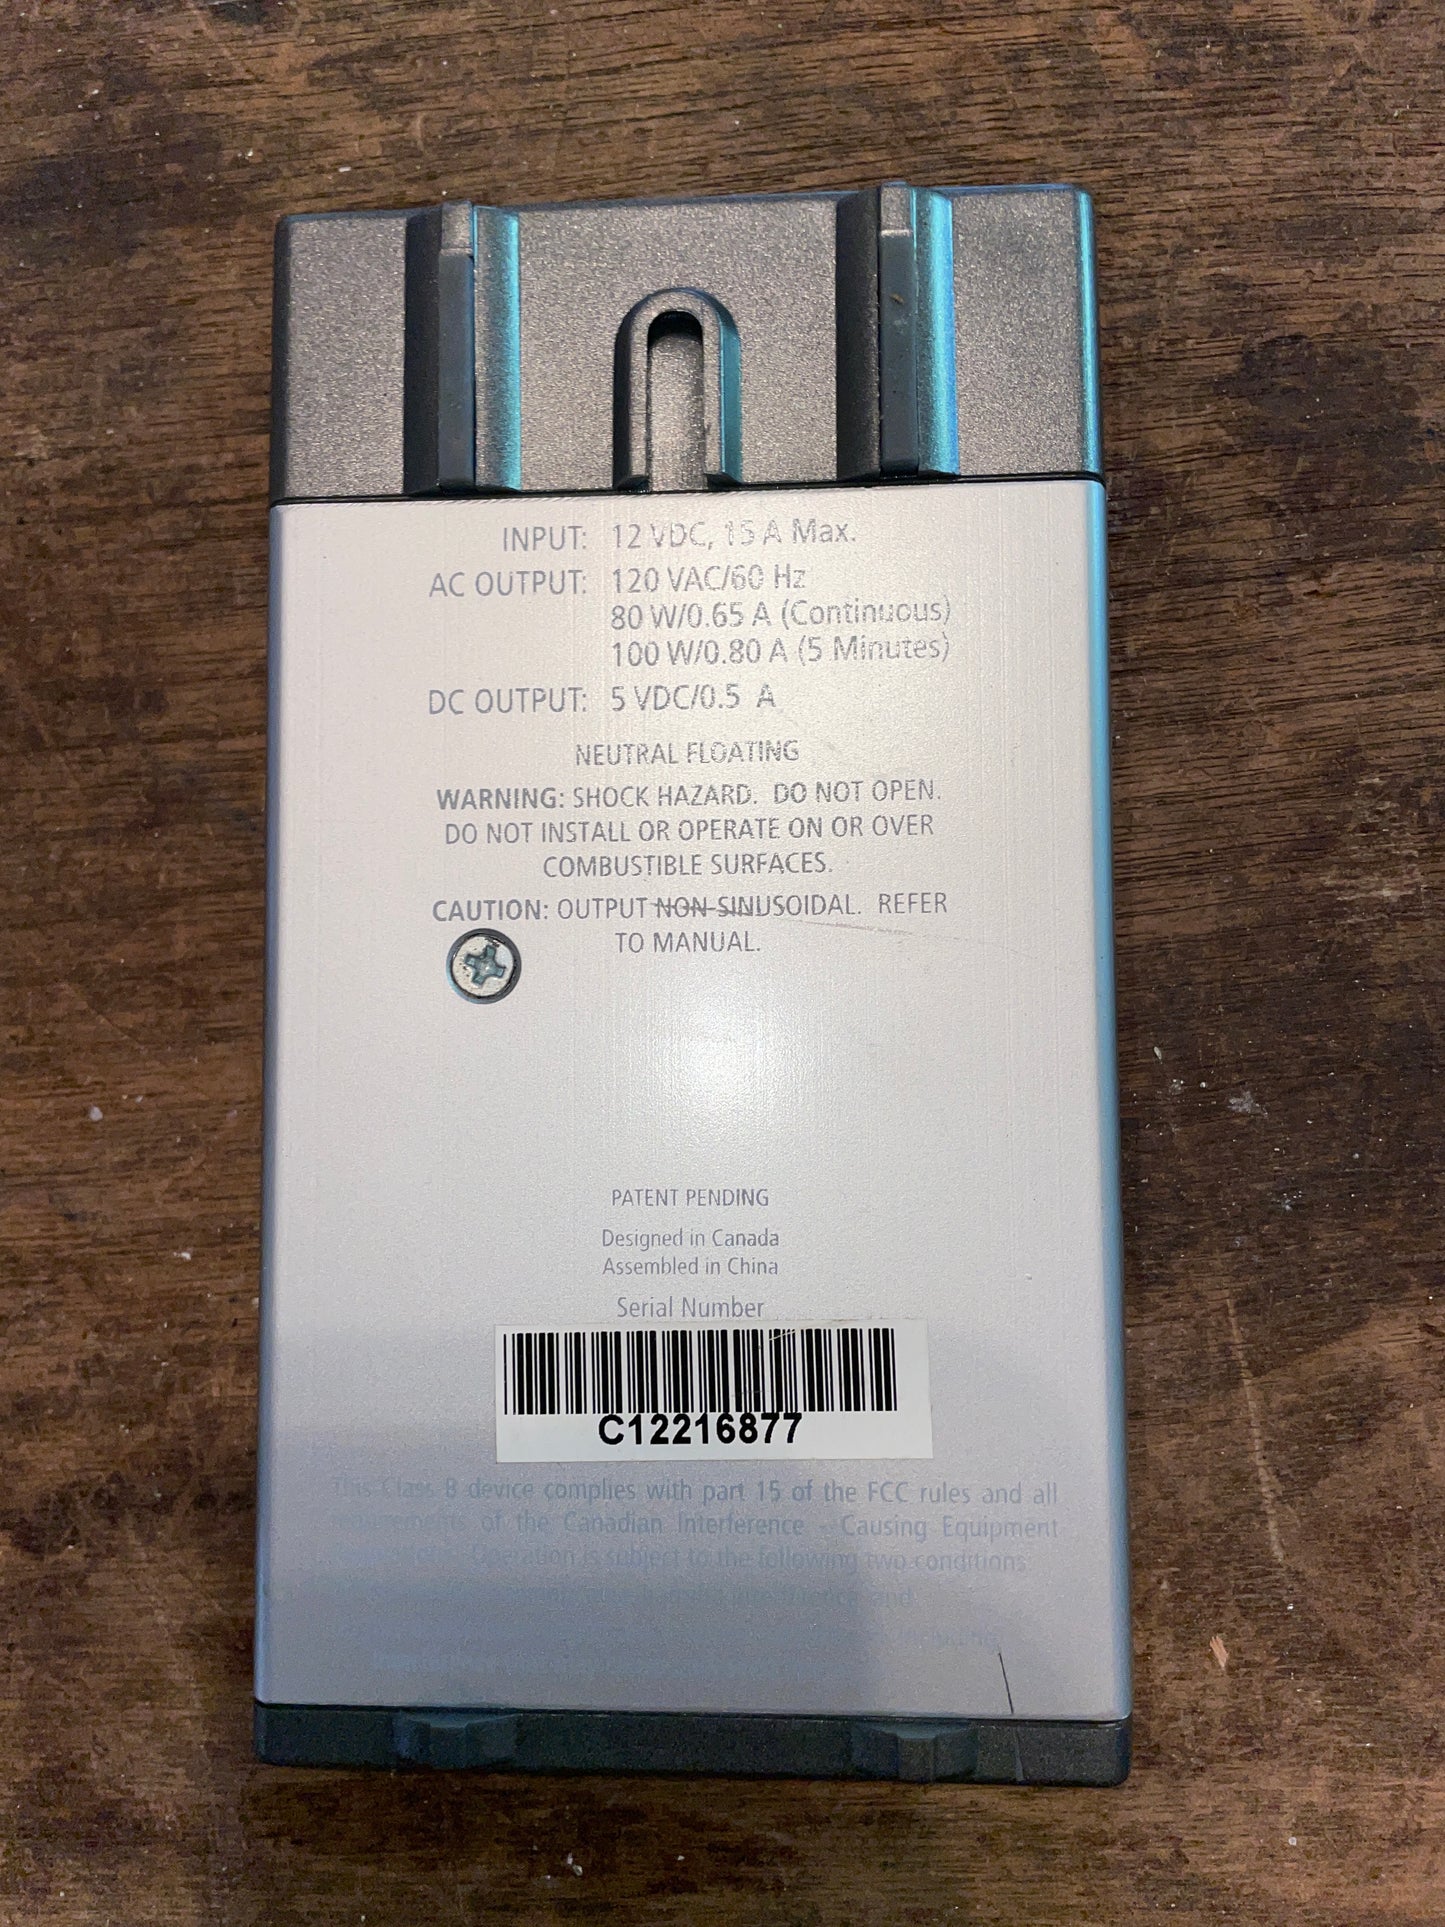 INPUT: 12 VDC, 15 A Max.
AC OUTPUT: 120 VAC/60 Hz
80 W/0.65 A (Continuous)
100 W/0.80 A (5 Minutes)
DC OUTPUT: 5 VDC/0.5 A
NEUTRAL FLOATING
WARNING: SHOCK HAZARD. DO NOT OPEN.
DO NOT INSTALL OR OPERATE ON OR OVER
COMBUSTIBLE SURFACES.
CAUTION: OUTPUT NON-SINUSOIDAL. REFER
TO MANUAL.
PATENT PENDING
Designed in Canada
Assembled in China
Serial Number
C12216877
This Class B device complies with part 15 of the FCC rules and all
requirements of the Canadian Interference - Causing Equipment
Operation is subject to the following two conditions
and
including